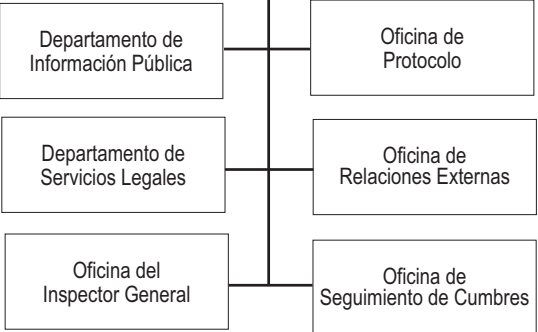 Departamento de
Información Pública
Oficina de
Protocolo
Departamento de
Servicios Legales
Oficina de
Relaciones Externas
Oficina del
Inspector General
Oficina de
Seguimiento de Cumbres